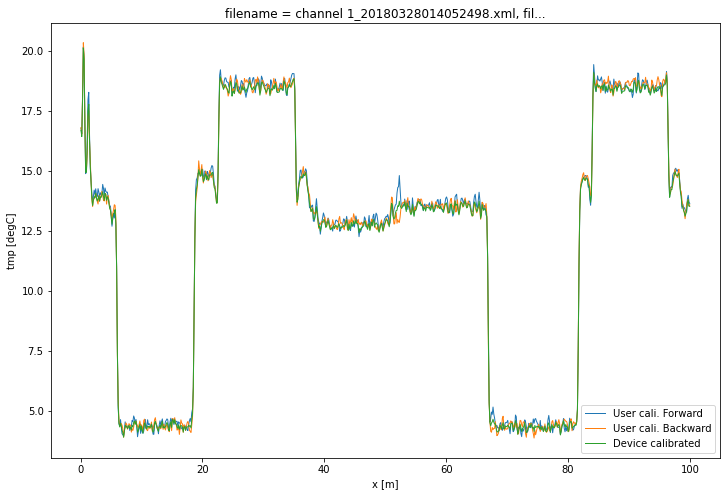 filename = channel 1_20180328014052498.xml, fil...
tmp [degC]
20.0
17.5
15.0
12.5
10.0
7.5
5.0
User cali. Forward
User cali. Backward
Device calibrated
0
20
40
60
80
100
x [m]